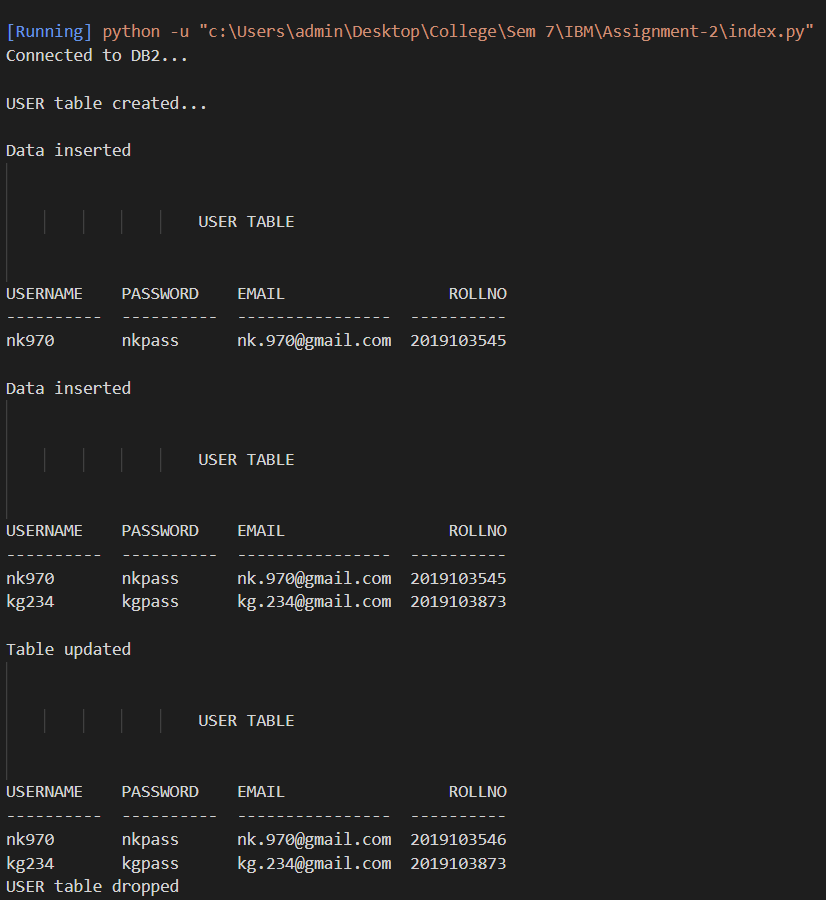 [Running] python -u "c:\Users\admin\Desktop\College\Sem 7\IBM\Assignment-2\index.py"
Connected to DB2...
USER table created...
Data inserted
USER TABLE
USERNAME    PASSWORD    EMAIL                 ROLLNO
----------  ----------  ----------------  ----------
nk970       nkpass      nk.970@gmail.com  2019103545
Data inserted
USER TABLE
USERNAME    PASSWORD    EMAIL                 ROLLNO
----------  ----------  ----------------  ----------
nk970       nkpass      nk.970@gmail.com  2019103545
kg234       kgpass      kg.234@gmail.com  2019103873
Table updated
USER TABLE
USERNAME    PASSWORD    EMAIL                 ROLLNO
----------  ----------  ----------------  ----------
nk970       nkpass      nk.970@gmail.com  2019103546
kg234       kgpass      kg.234@gmail.com  2019103873
USER table dropped